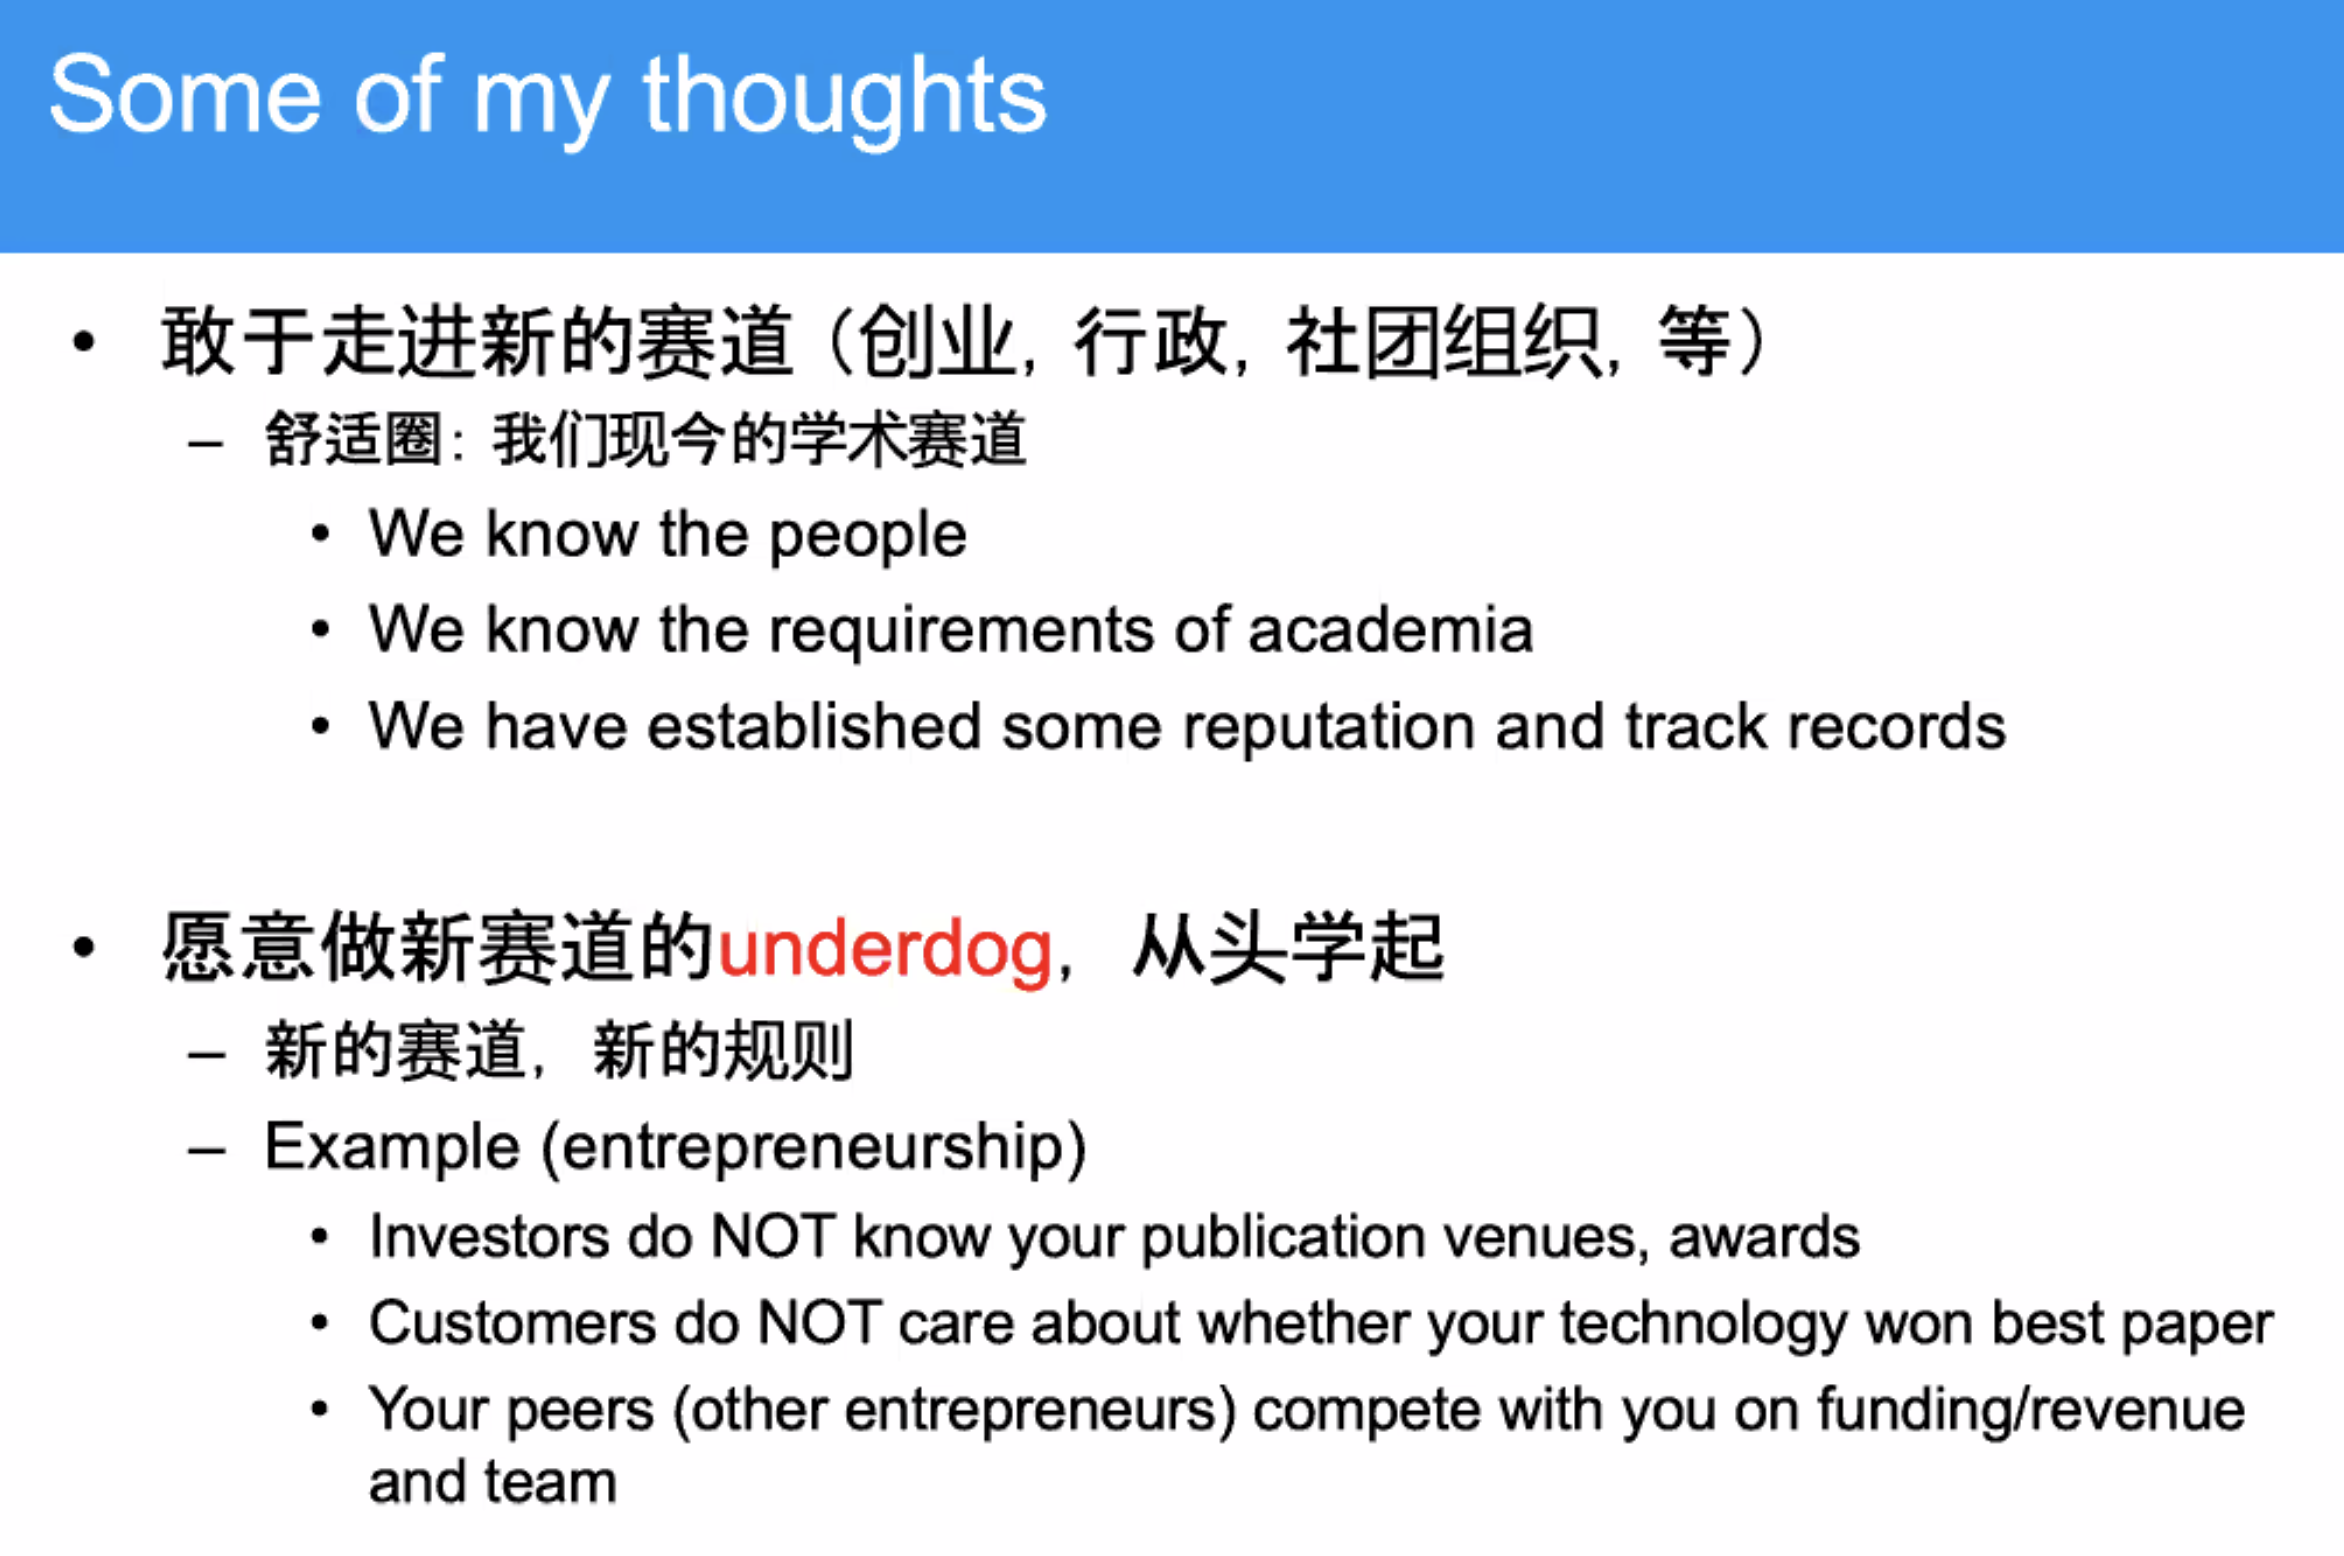 Some of my thoughts
• 敢于走进新的赛道（创业, 行政, 社团组织, 等）
– 舒适圈: 我们现今的学术赛道
• We know the people
• We know the requirements of academia
• We have established some reputation and track records
• 愿意做新赛道的underdog, 从头学起
– 新的赛道, 新的规则
– Example (entrepreneurship)
• Investors do NOT know your publication venues, awards
• Customers do NOT care about whether your technology won best paper
• Your peers (other entrepreneurs) compete with you on funding/revenue
and team